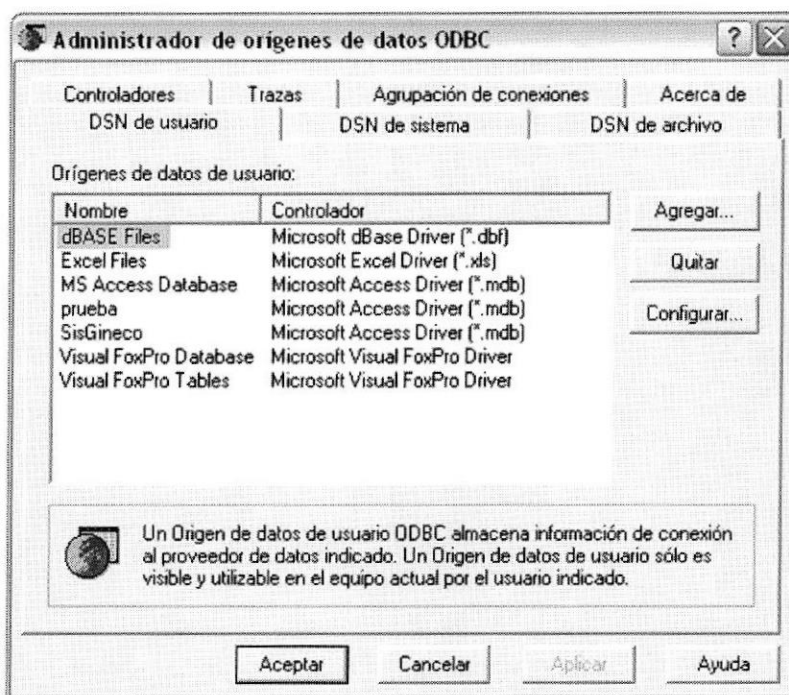 Administrador de orígenes de datos ODBC
Controladores Trazas Agrupación de conexiones Acerca de
DSN de usuario DSN de sistema DSN de archivo
Orígenes de datos de usuario:
Nombre Controlador
dBASE Files Microsoft dBase Driver (*.dbf)
Excel Files Microsoft Excel Driver (*.xls)
MS Access Database Microsoft Access Driver (*.mdb)
prueba Microsoft Access Driver (*.mdb)
SisGineco Microsoft Access Driver (*.mdb)
Visual FoxPro Database Microsoft Visual FoxPro Driver
Visual FoxPro Tables Microsoft Visual FoxPro Driver
Agregar...
Quitar
Configurar...
Un Origen de datos de usuario ODBC almacena información de conexión
al proveedor de datos indicado. Un Origen de datos de usuario sólo es
visible y utilizable en el equipo actual por el usuario indicado.
Aceptar Cancelar Aplicar Ayuda